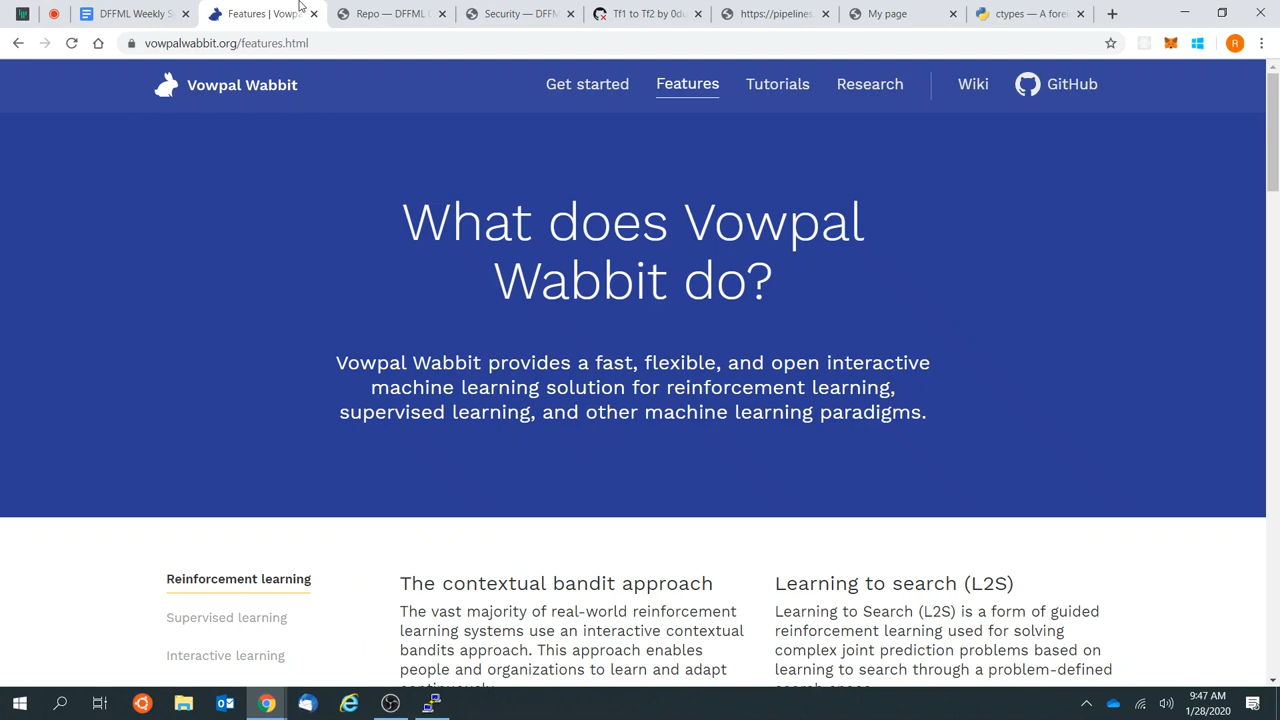 DFFML Weekly Sy
Features | Vowpa
Repo — DFFML D
Security — DFFM
Tf1 to Tf2 by 0du
https://pipelines.
My page
ctypes — A forei
vowpalwabbit.org/features.html
R
Vowpal Wabbit
Get started
Features
Tutorials
Research
Wiki
GitHub
What does Vowpal
Wabbit do?
Vowpal Wabbit provides a fast, flexible, and open interactive
machine learning solution for reinforcement learning,
supervised learning, and other machine learning paradigms.
Reinforcement learning
Supervised learning
Interactive learning
The contextual bandit approach
The vast majority of real-world reinforcement
learning systems use an interactive contextual
bandits approach. This approach enables
people and organizations to learn and adapt
continuously.
Learning to search (L2S)
Learning to Search (L2S) is a form of guided
reinforcement learning used for solving
complex joint prediction problems based on
learning to search through a problem-defined
search space.
9:47 AM
1/28/2020